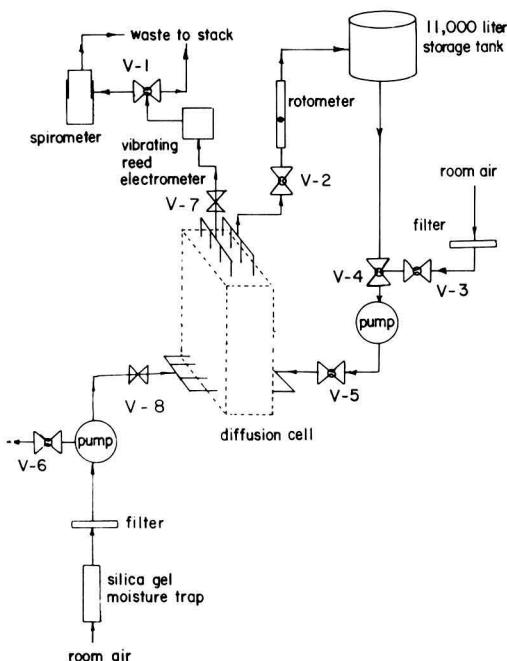 waste to stack
11,000 liter
storage tank
V-1
spirometer
rotometer
vibrating
reed
electrometer
V-2
V-7
room air
filter
V-4
V-3
pump
V-5
V-8
diffusion cell
pump
V-6
filter
silica gel
moisture trap
room air